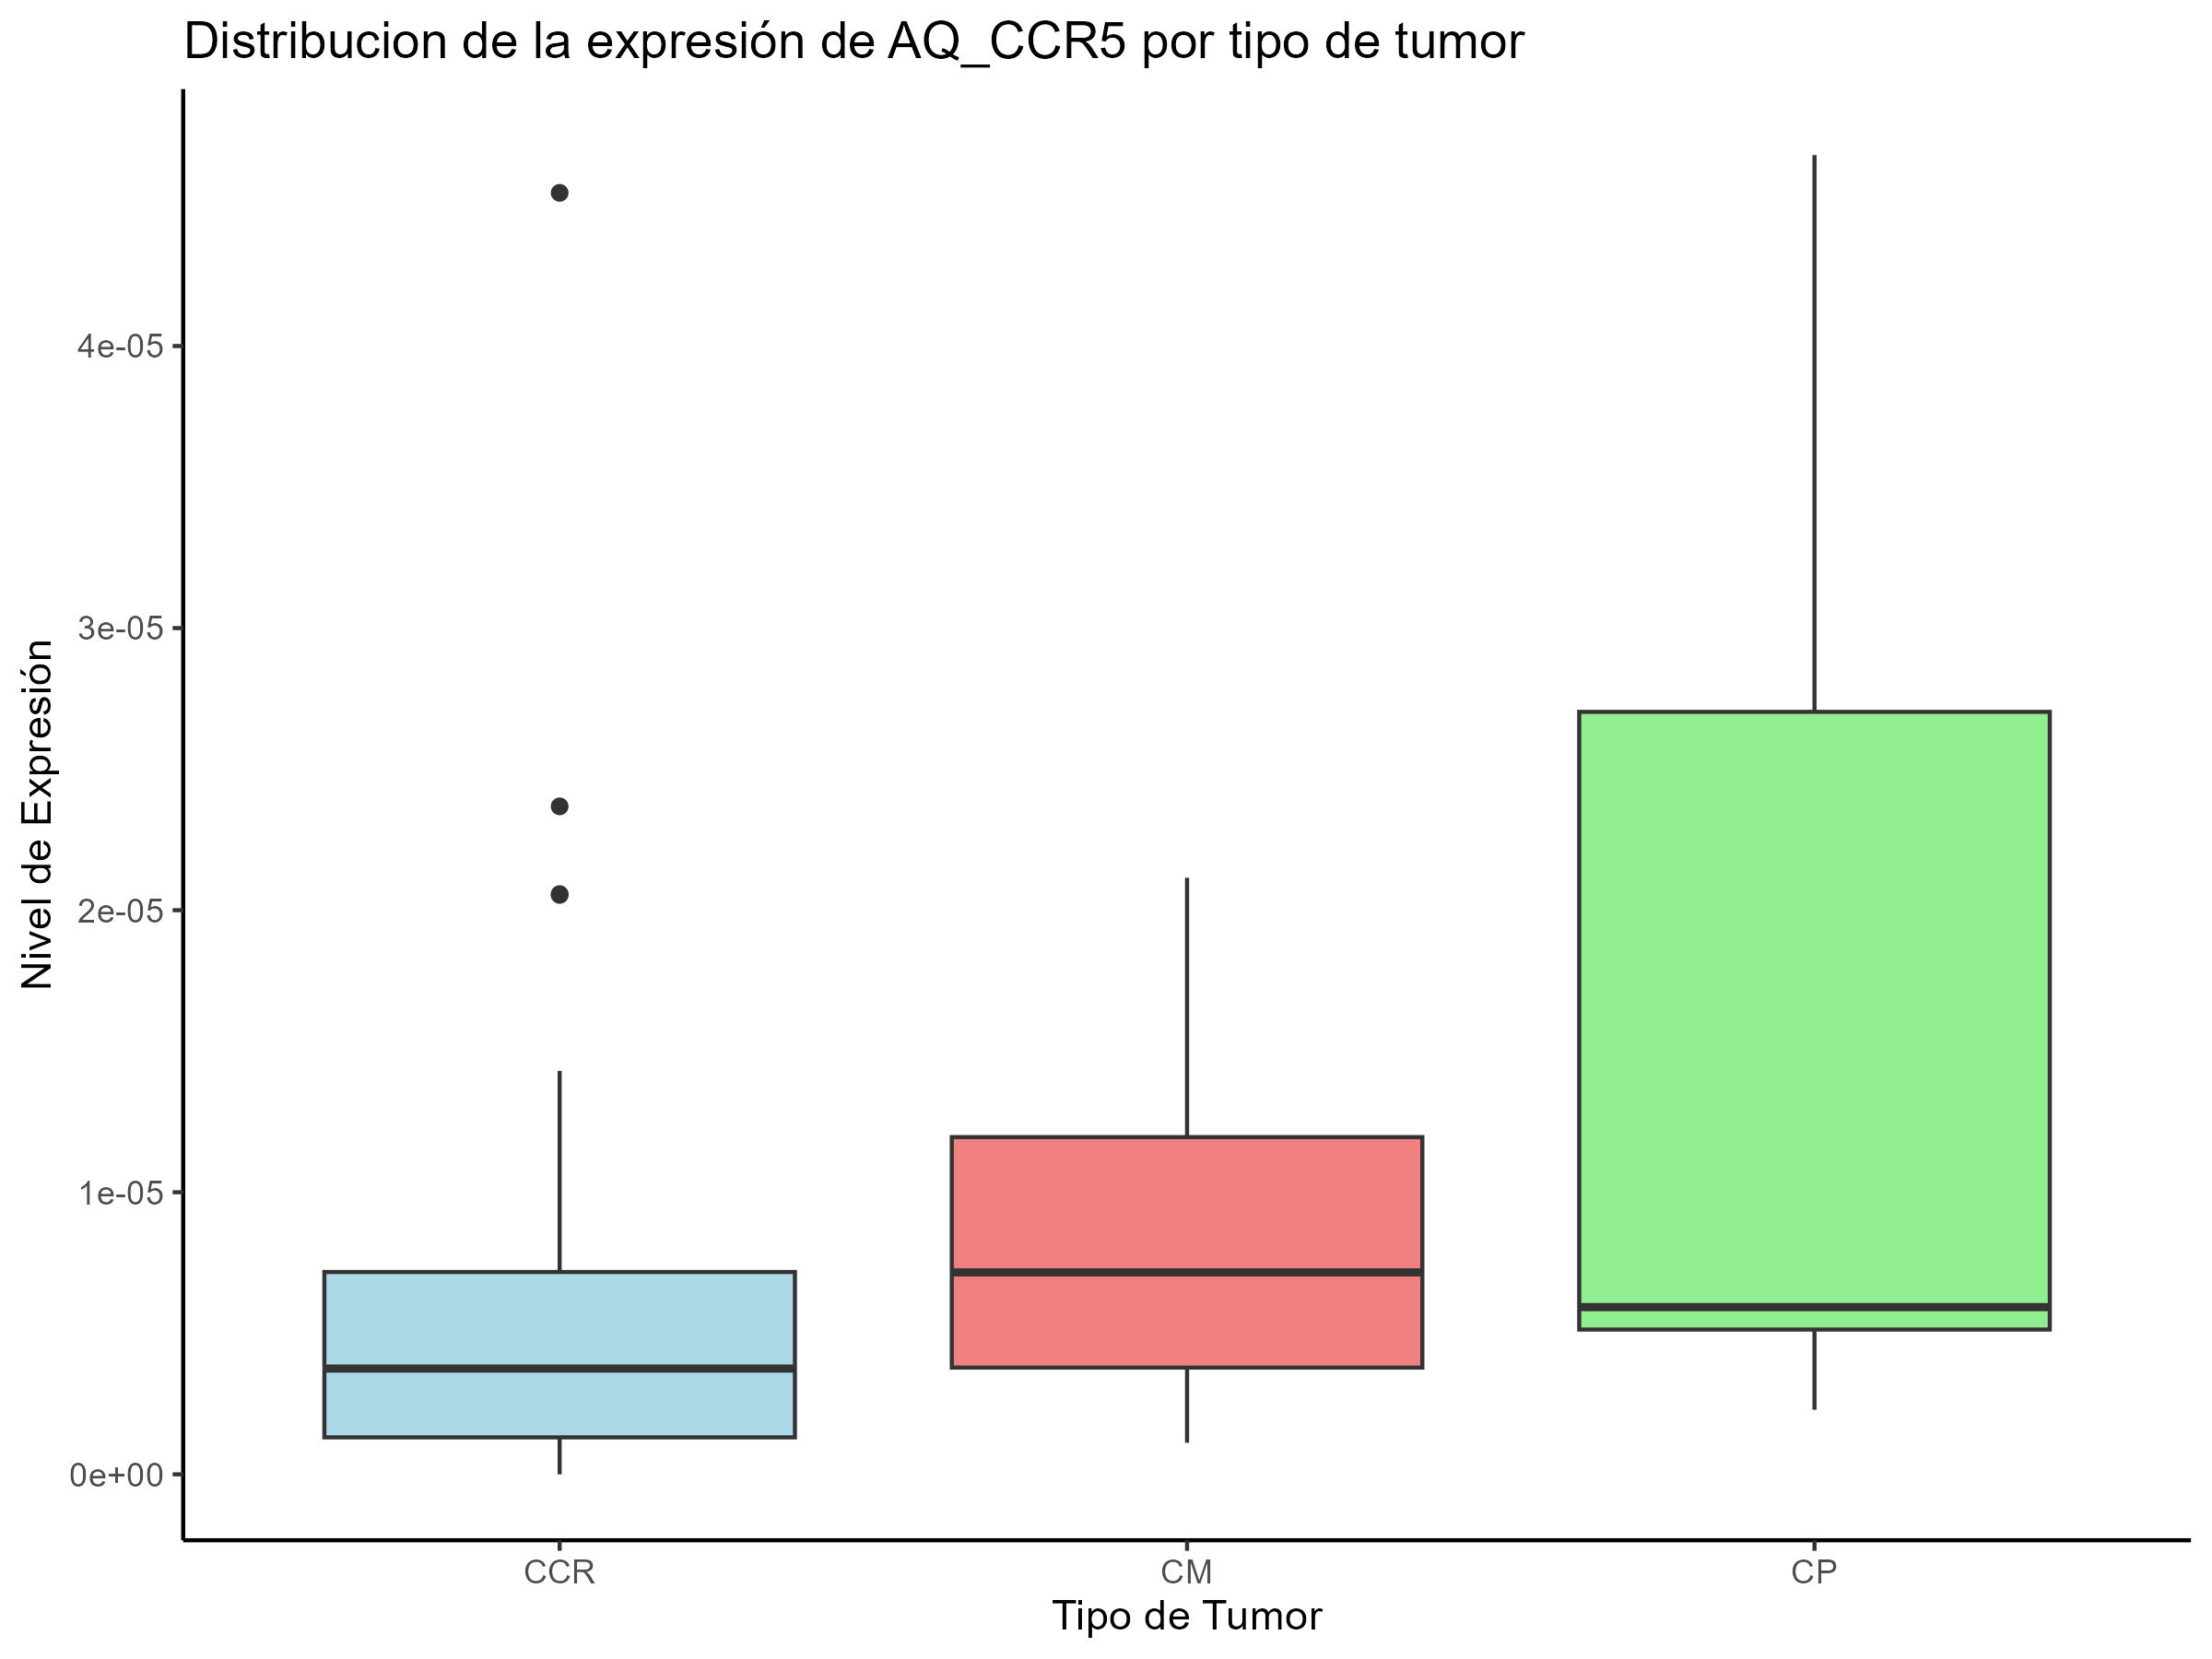 Distribucion de la expresión de AQ_CCR5 por tipo de tumor
Nivel de Expresión
4e-05
3e-05
2e-05
1e-05
0e+00
CCR
CM
CP
Tipo de Tumor